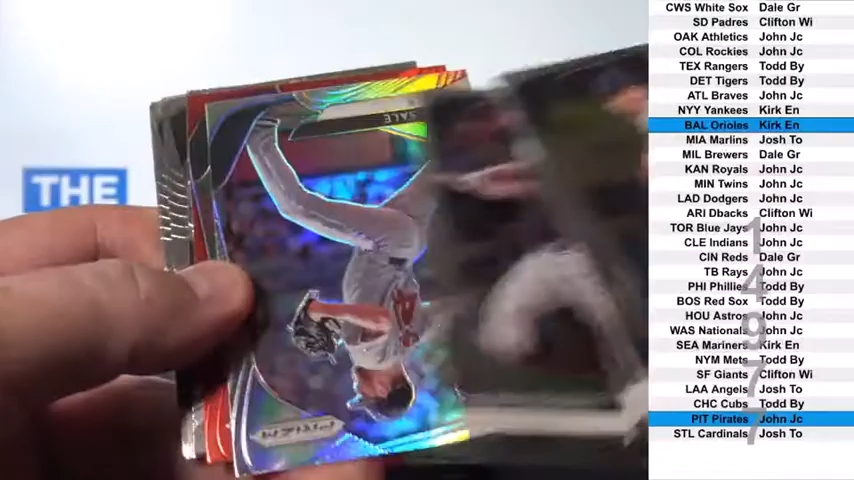 THE
SALE
PRIZM
CWS White Sox Dale Gr
SD Padres Clifton Wi
OAK Athletics John Jc
COL Rockies John Jc
TEX Rangers Todd By
DET Tigers Todd By
ATL Braves John Jc
NYY Yankees Kirk En
BAL Orioles Kirk En
MIA Marlins Josh To
MIL Brewers Dale Gr
KAN Royals John Jc
MIN Twins John Jc
LAD Dodgers John Jc
ARI Dbacks Clifton Wi
TOR Blue Jays John Jc
CLE Indians John Jc
CIN Reds Dale Gr
TB Rays John Jc
PHI Phillies Todd By
BOS Red Sox Todd By
HOU Astros John Jc
WAS Nationals John Jc
SEA Mariners Kirk En
NYM Mets Todd By
SF Giants Clifton Wi
LAA Angels Josh To
CHC Cubs Todd By
PIT Pirates John Jc
STL Cardinals Josh To
1
4
9
7
7